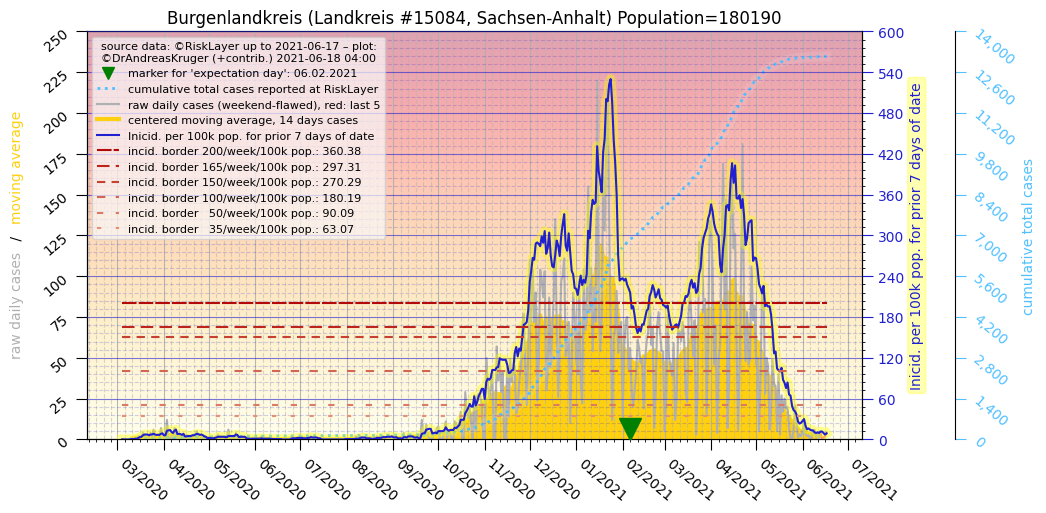 Burgenlandkreis (Landkreis #15084, Sachsen-Anhalt) Population=180190
source data: ©RiskLayer up to 2021-06-17 – plot:
©DrAndreasKruger (+contrib.) 2021-06-18 04:00
marker for 'expectation day': 06.02.2021
cumulative total cases reported at RiskLayer
raw daily cases (weekend-flawed), red: last 5
centered moving average, 14 days cases
Inicid. per 100k pop. for prior 7 days of date
incid. border 200/week/100k pop.: 360.38
incid. border 165/week/100k pop.: 297.31
incid. border 150/week/100k pop.: 270.29
incid. border 100/week/100k pop.: 180.19
incid. border   50/week/100k pop.: 90.09
incid. border   35/week/100k pop.: 63.07
raw daily cases   /   moving average
250
225
200
175
150
125
100
75
50
25
0
600
540
480
420
360
300
240
180
120
60
0
Inicid. per 100k pop. for prior 7 days of date
14,000
12,600
11,200
9,800
8,400
7,000
5,600
4,200
2,800
1,400
0
cumulative total cases
03/2020
04/2020
05/2020
06/2020
07/2020
08/2020
09/2020
10/2020
11/2020
12/2020
01/2021
02/2021
03/2021
04/2021
05/2021
06/2021
07/2021